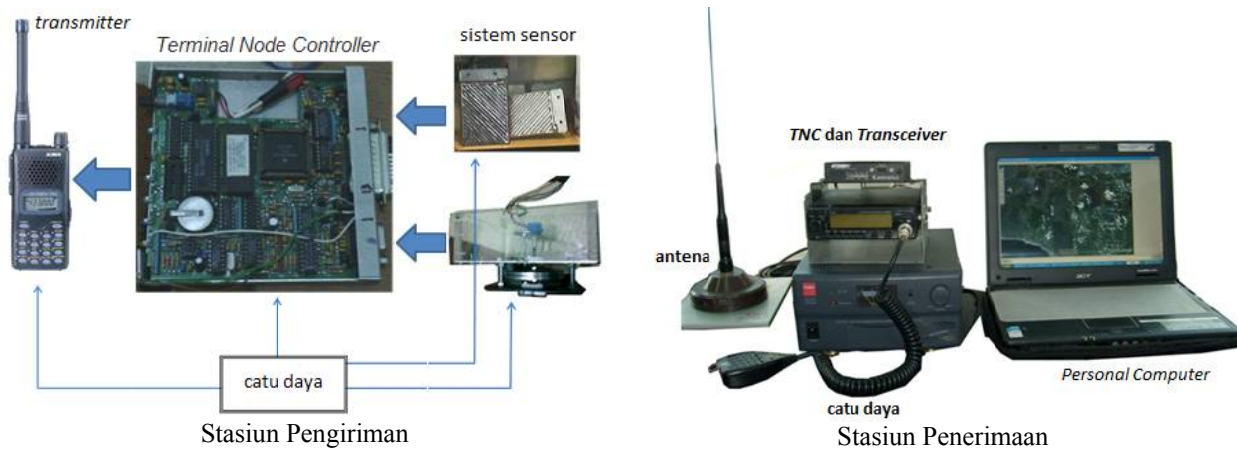 transmitter
Terminal Node Controller
sistem sensor
catu daya
Stasiun Pengiriman
TNC dan Transceiver
antena
acer
catu daya
Personal Computer
Stasiun Penerimaan